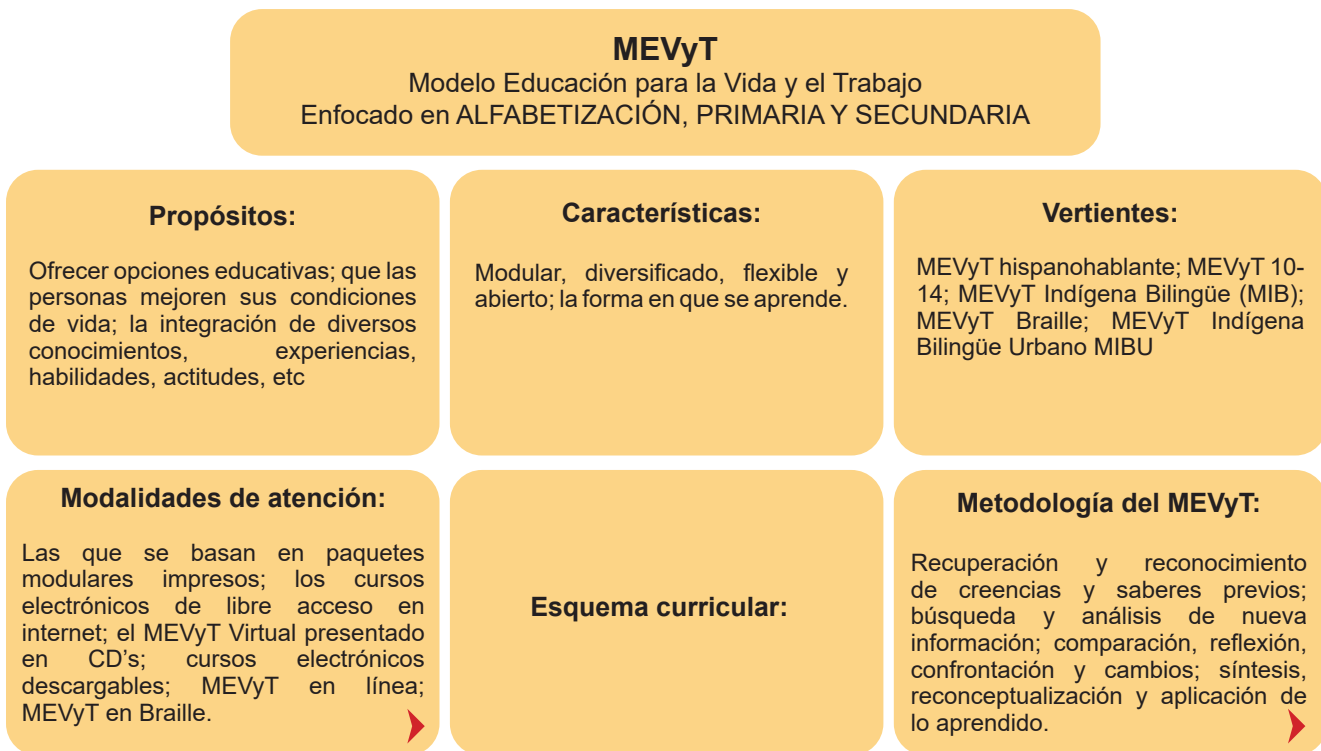 MEVyT
Modelo Educación para la Vida y el Trabajo
Enfocado en ALFABETIZACIÓN, PRIMARIA Y SECUNDARIA
Propósitos:
Ofrecer opciones educativas; que las
personas mejoren sus condiciones
de vida; la integración de diversos
conocimientos, experiencias,
habilidades, actitudes, etc
Características:
Modular, diversificado, flexible y
abierto; la forma en que se aprende.
Vertientes:
MEVyT hispanohablante; MEVyT 10-
14; MEVyT Indígena Bilingüe (MIB);
MEVyT Braille; MEVyT Indígena
Bilingüe Urbano MIBU
Modalidades de atención:
Las que se basan en paquetes
modulares impresos; los cursos
electrónicos de libre acceso en
internet; el MEVyT Virtual presentado
en CD’s; cursos electrónicos
descargables; MEVyT en línea;
MEVyT en Braille.
Esquema curricular:
Metodología del MEVyT:
Recuperación y reconocimiento
de creencias y saberes previos;
búsqueda y análisis de nueva
información; comparación, reflexión,
confrontación y cambios; síntesis,
reconceptualización y aplicación de
lo aprendido.